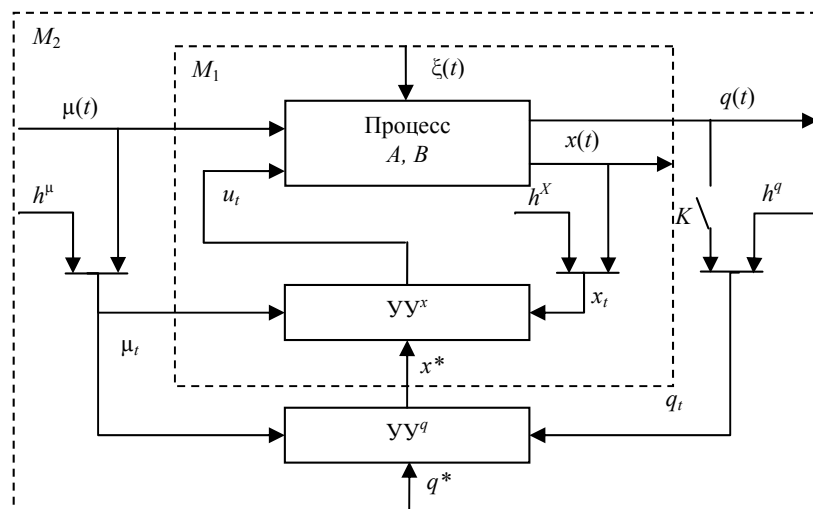 M₂
M₁
ξ(t)
μ(t)
q(t)
Процесс
A, B
x(t)
h^μ
u_t
h^X
K
h^q
УУ^x
x_t
μ_t
x*
q_t
УУ^q
q*